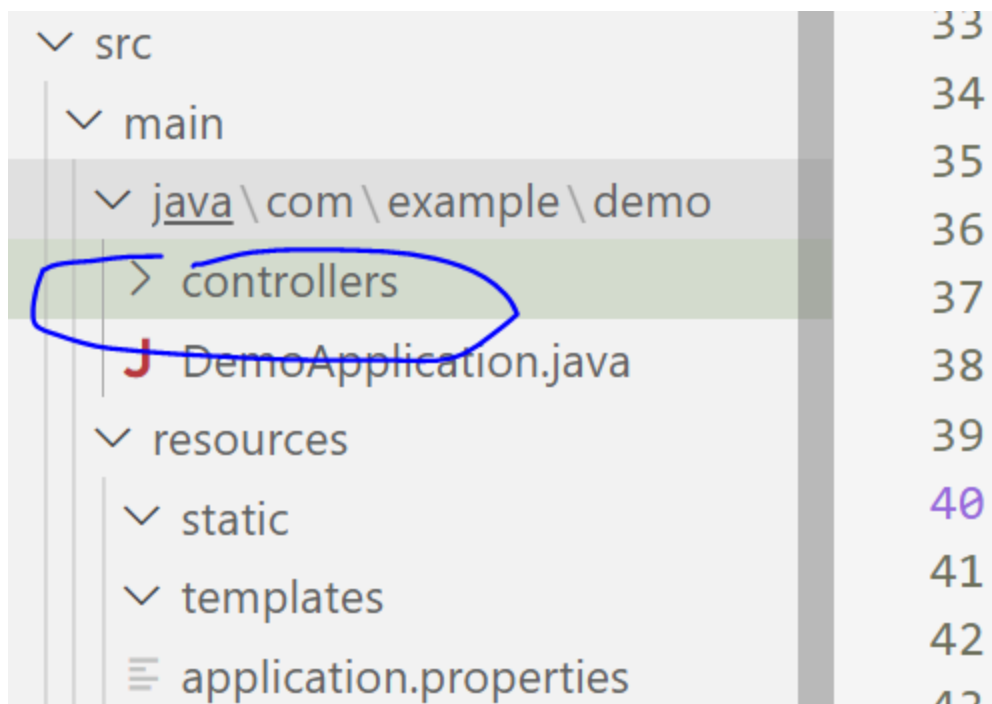 src
main
java\com\example\demo
controllers
DemoApplication.java
resources
static
templates
application.properties
33
34
35
36
37
38
39
40
41
42
43